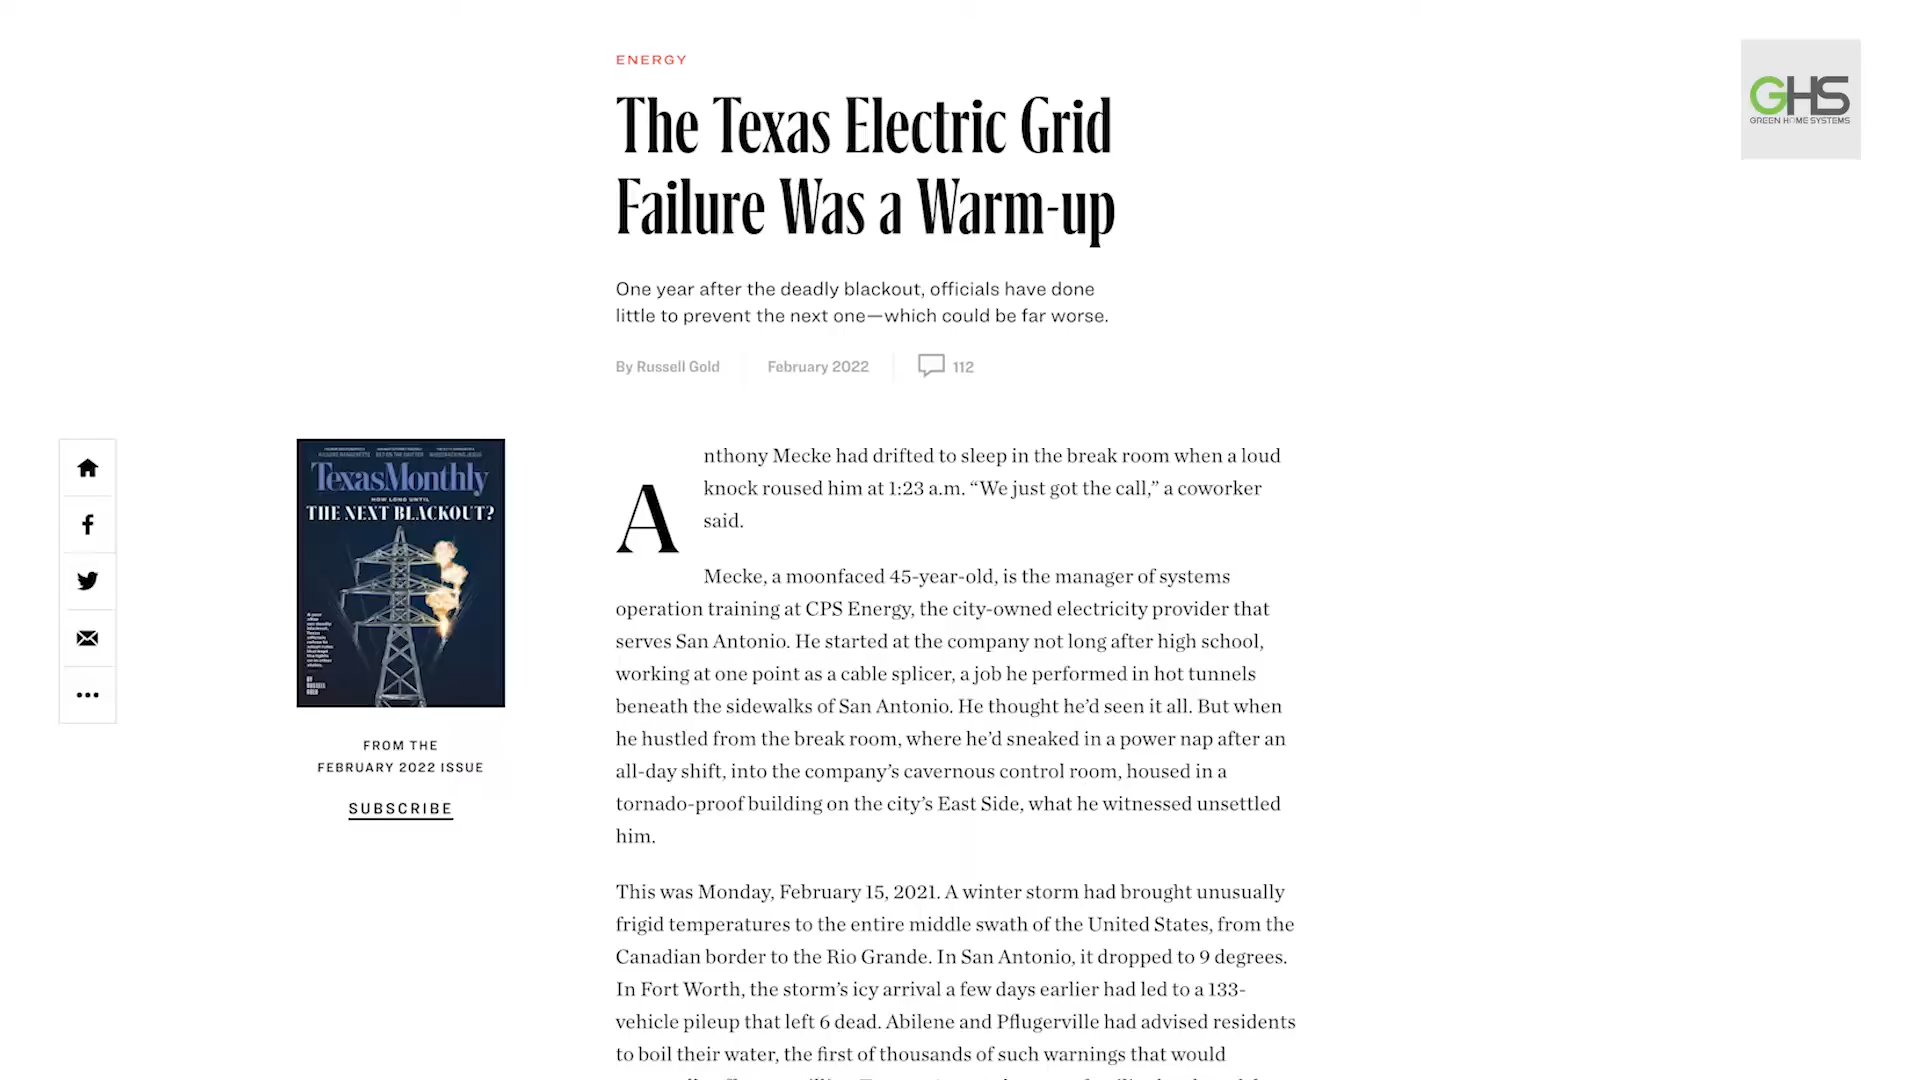 ENERGY
The Texas Electric Grid
Failure Was a Warm-up
One year after the deadly blackout, officials have done
little to prevent the next one—which could be far worse.
By Russell Gold
February 2022
112
GHS
GREEN HOME SYSTEMS
TexasMonthly
HOW LONG UNTIL
THE NEXT BLACKOUT?
BY
RUSSELL
GOLD
FROM THE
FEBRUARY 2022 ISSUE
SUBSCRIBE
Anthony Mecke had drifted to sleep in the break room when a loud
knock roused him at 1:23 a.m. “We just got the call,” a coworker
said.
Mecke, a moonfaced 45-year-old, is the manager of systems
operation training at CPS Energy, the city-owned electricity provider that
serves San Antonio. He started at the company not long after high school,
working at one point as a cable splicer, a job he performed in hot tunnels
beneath the sidewalks of San Antonio. He thought he’d seen it all. But when
he hustled from the break room, where he’d sneaked in a power nap after an
all-day shift, into the company’s cavernous control room, housed in a
tornado-proof building on the city’s East Side, what he witnessed unsettled
him.
This was Monday, February 15, 2021. A winter storm had brought unusually
frigid temperatures to the entire middle swath of the United States, from the
Canadian border to the Rio Grande. In San Antonio, it dropped to 9 degrees.
In Fort Worth, the storm’s icy arrival a few days earlier had led to a 133-
vehicle pileup that left 6 dead. Abilene and Pflugerville had advised residents
to boil their water, the first of thousands of such warnings that would